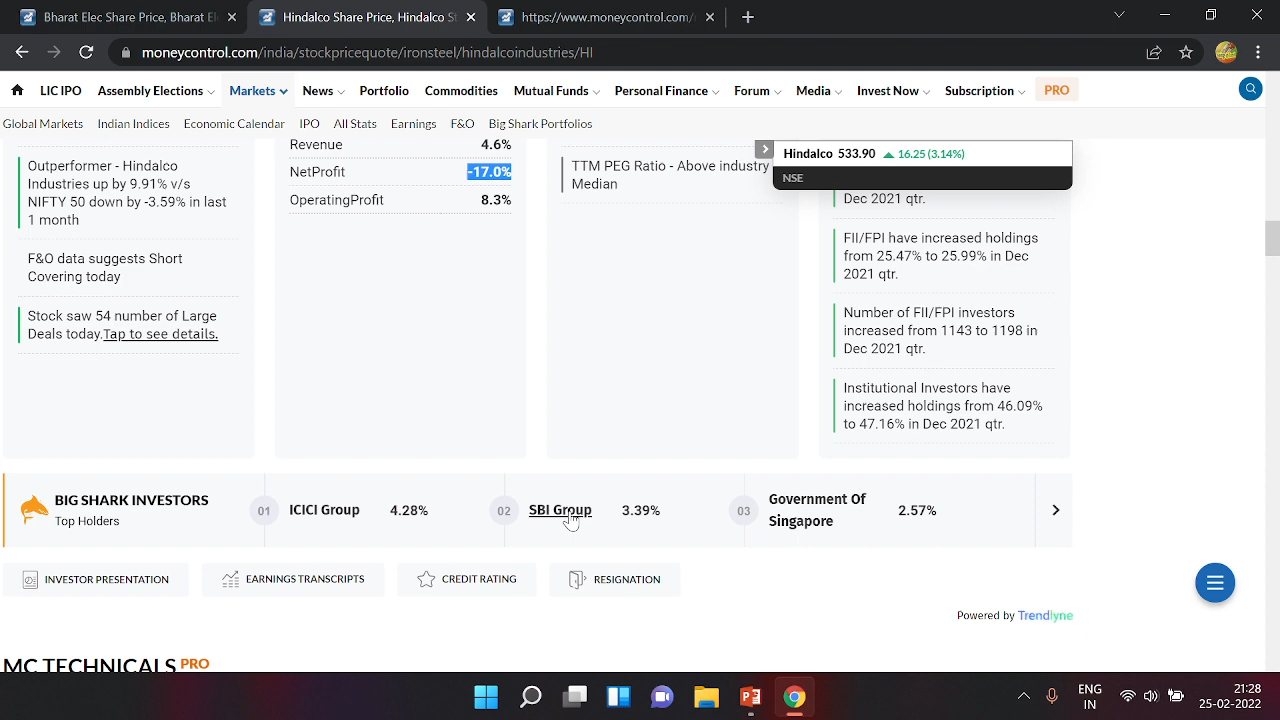 Bharat Elec Share Price, Bharat El
Hindalco Share Price, Hindalco St
https://www.moneycontrol.com/
moneycontrol.com/india/stockpricequote/ironsteel/hindalcoindustries/HI
LIC IPO
Assembly Elections
Markets
News
Portfolio
Commodities
Mutual Funds
Personal Finance
Forum
Media
Invest Now
Subscription
PRO
Global Markets
Indian Indices
Economic Calendar
IPO
All Stats
Earnings
F&O
Big Shark Portfolios
Hindalco 533.90 16.25 (3.14%)
NSE
Outperformer - Hindalco
Industries up by 9.91% v/s
NIFTY 50 down by -3.59% in last
1 month
F&O data suggests Short
Covering today
Stock saw 54 number of Large
Deals today.Tap to see details.
Revenue 4.6%
NetProfit -17.0%
OperatingProfit 8.3%
TTM PEG Ratio - Above industry
Median
Dec 2021 qtr.
FII/FPI have increased holdings
from 25.47% to 25.99% in Dec
2021 qtr.
Number of FII/FPI investors
increased from 1143 to 1198 in
Dec 2021 qtr.
Institutional Investors have
increased holdings from 46.09%
to 47.16% in Dec 2021 qtr.
BIG SHARK INVESTORS
Top Holders
01 ICICI Group 4.28%
02 SBI Group 3.39%
03 Government Of
Singapore 2.57%
INVESTOR PRESENTATION
EARNINGS TRANSCRIPTS
CREDIT RATING
RESIGNATION
Powered by Trendlyne
MC TECHNICALS PRO
ENG
IN
21:28
25-02-2022